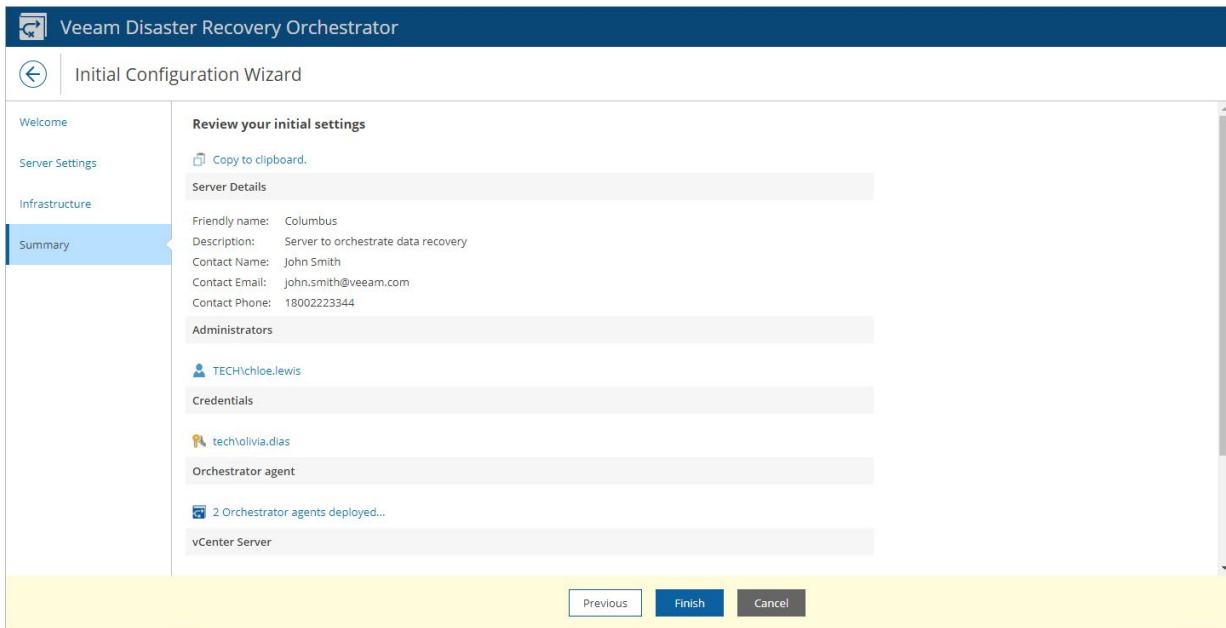 Veeam Disaster Recovery Orchestrator
Initial Configuration Wizard
Welcome
Server Settings
Infrastructure
Summary
Review your initial settings
Copy to clipboard.
Server Details
Friendly name: Columbus
Description: Server to orchestrate data recovery
Contact Name: John Smith
Contact Email: john.smith@veeam.com
Contact Phone: 18002223344
Administrators
TECH\chloe.lewis
Credentials
tech\olivia.dias
Orchestrator agent
2 Orchestrator agents deployed...
vCenter Server
Previous Finish Cancel